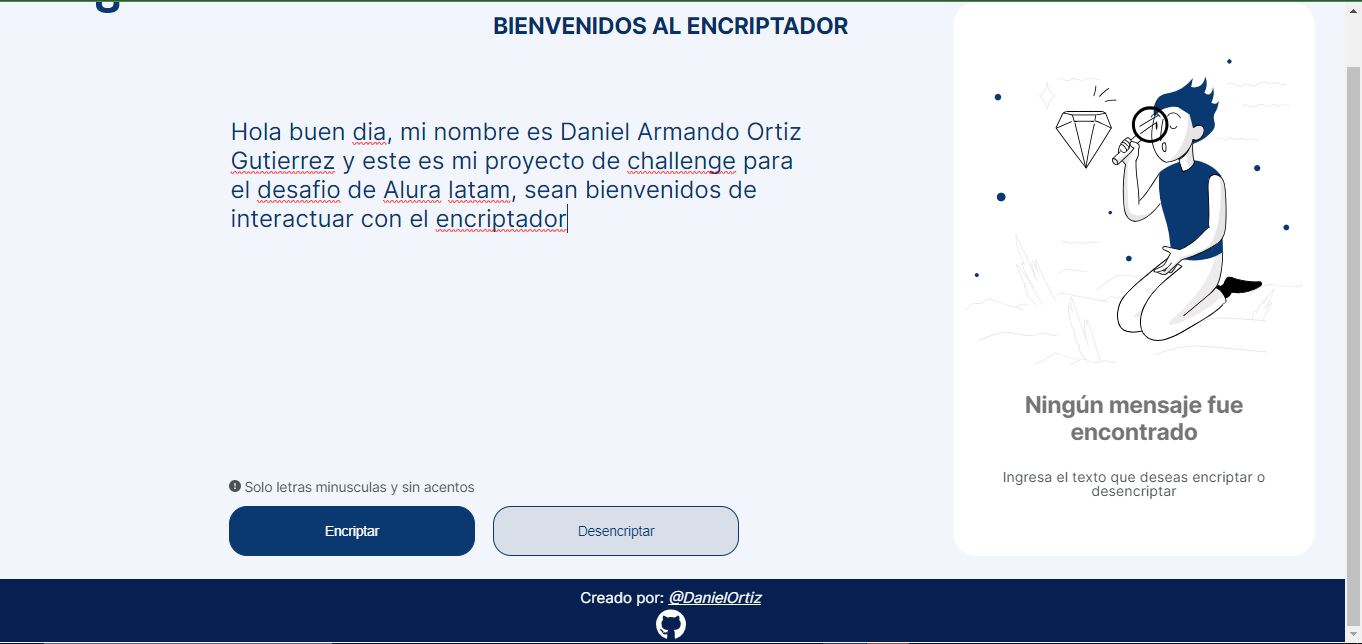 BIENVENIDOS AL ENCRIPTADOR
Hola buen dia, mi nombre es Daniel Armando Ortiz
Gutierrez y este es mi proyecto de challenge para
el desafio de Alura latam, sean bienvenidos de
interactuar con el encriptador
Solo letras minusculas y sin acentos
Encriptar
Desencriptar
Ningún mensaje fue
encontrado
Ingresa el texto que deseas encriptar o
desencriptar
Creado por: @DanielOrtiz